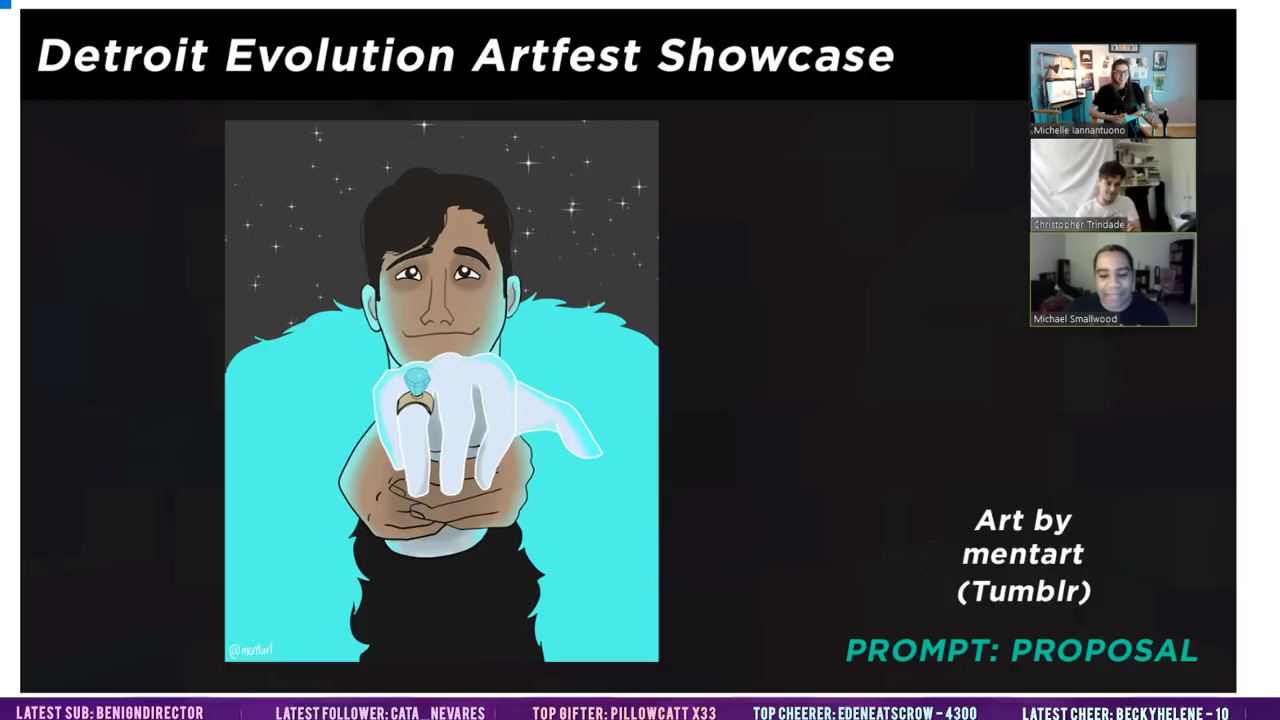 Detroit Evolution Artfest Showcase
Michelle Iannantuono
Christopher Trindade
Michael Smallwood
Art by
mentart
(Tumblr)
PROMPT: PROPOSAL
@mentart
LATEST SUB: BENIGNDIRECTOR
LATEST FOLLOWER: CATA_NEVARES
TOP GIFTER: PILLOWCATT X33
TOP CHEERER: EDENEATSCROW - 4300
LATEST CHEER: BECKYHELENE - 10